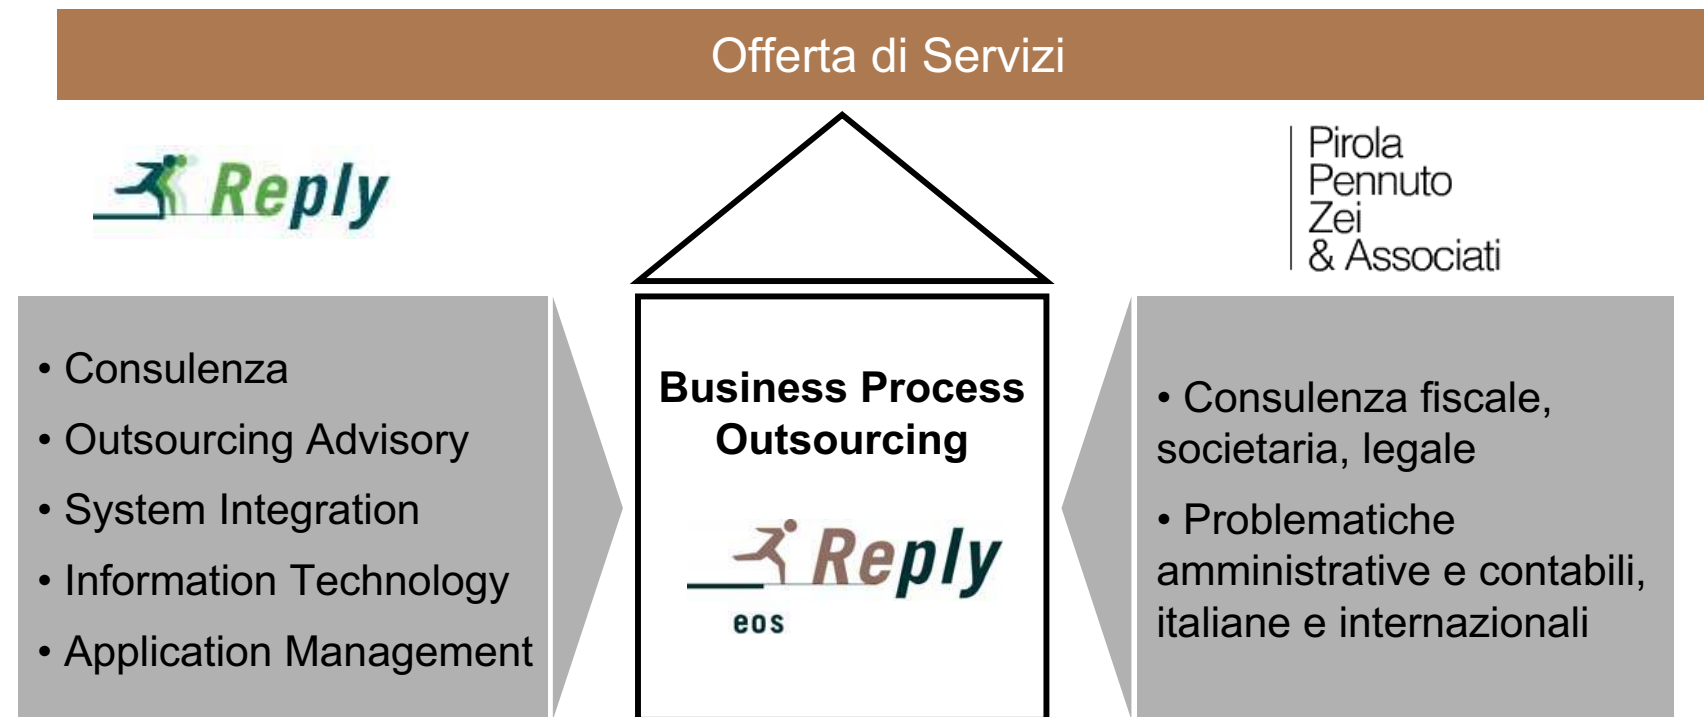 Offerta di Servizi
Reply
Pirola
Pennuto
Zei
& Associati
• Consulenza
• Outsourcing Advisory
• System Integration
• Information Technology
• Application Management
Business Process
Outsourcing
Reply
eos
• Consulenza fiscale,
societaria, legale
• Problematiche
amministrative e contabili,
italiane e internazionali